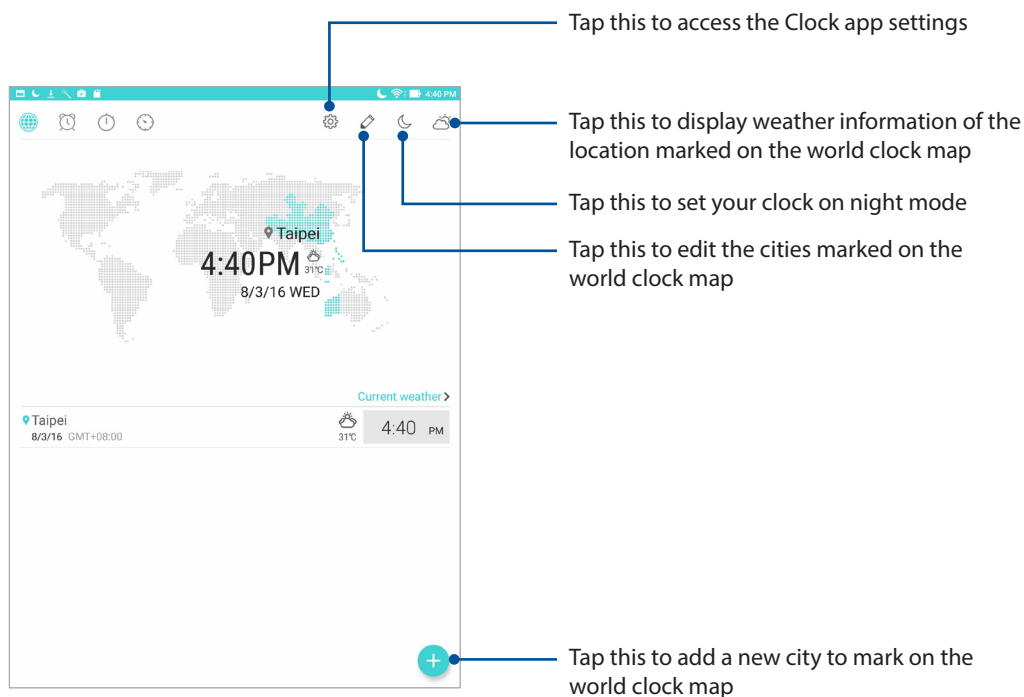 Tap this to access the Clock app settings
4:40 PM
Tap this to display weather information of the
location marked on the world clock map
Tap this to set your clock on night mode
Tap this to edit the cities marked on the
world clock map
Taipei
4:40PM
31°C
8/3/16 WED
Current weather >
Taipei
8/3/16 GMT+08:00
31°C
4:40 PM
Tap this to add a new city to mark on the
world clock map